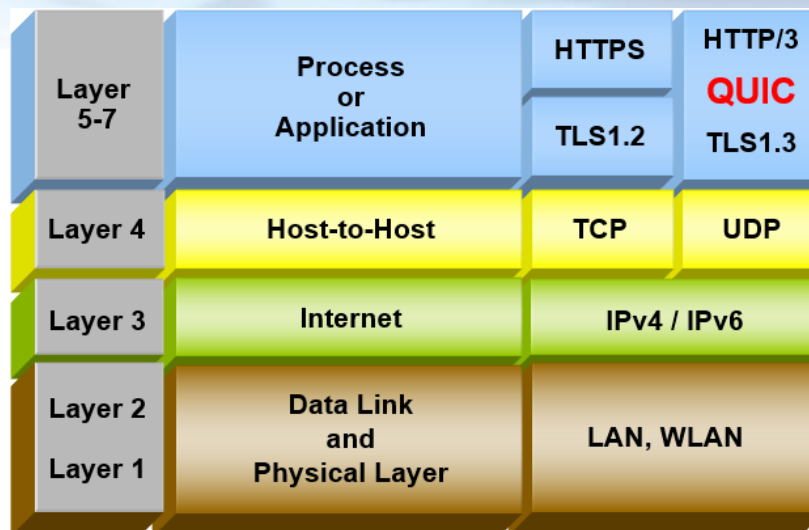 Layer
5-7
Process
or
Application
HTTPS
TLS1.2
HTTP/3
QUIC
TLS1.3
Layer 4
Host-to-Host
TCP
UDP
Layer 3
Internet
IPv4 / IPv6
Layer 2
Layer 1
Data Link
and
Physical Layer
LAN, WLAN